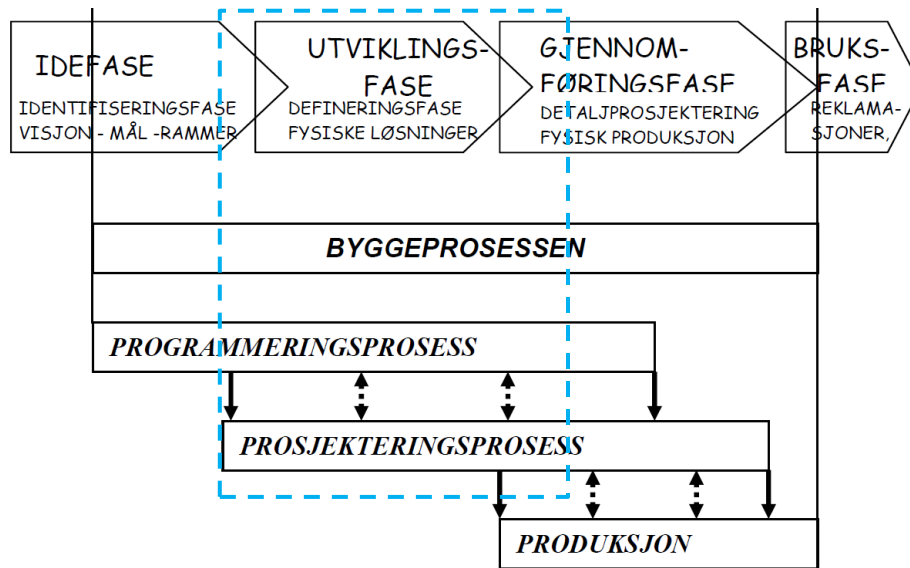 IDEFASE
IDENTIFISERINGSFASE
VISJON - MÅL -RAMMER
UTVIKLINGS-
FASE
DEFINERINGSFASE
FYSISKE LØSNINGER
GJENNOM-
FØRINGSFASE
DETALJPROSJEKTERING
FYSISK PRODUKSJON
BRUKS-
FASE
REKLAMA-
SJONER,
BYGGEPROSESSEN
PROGRAMMERINGSPROSESS
PROSJEKTERINGSPROSESS
PRODUKSJON